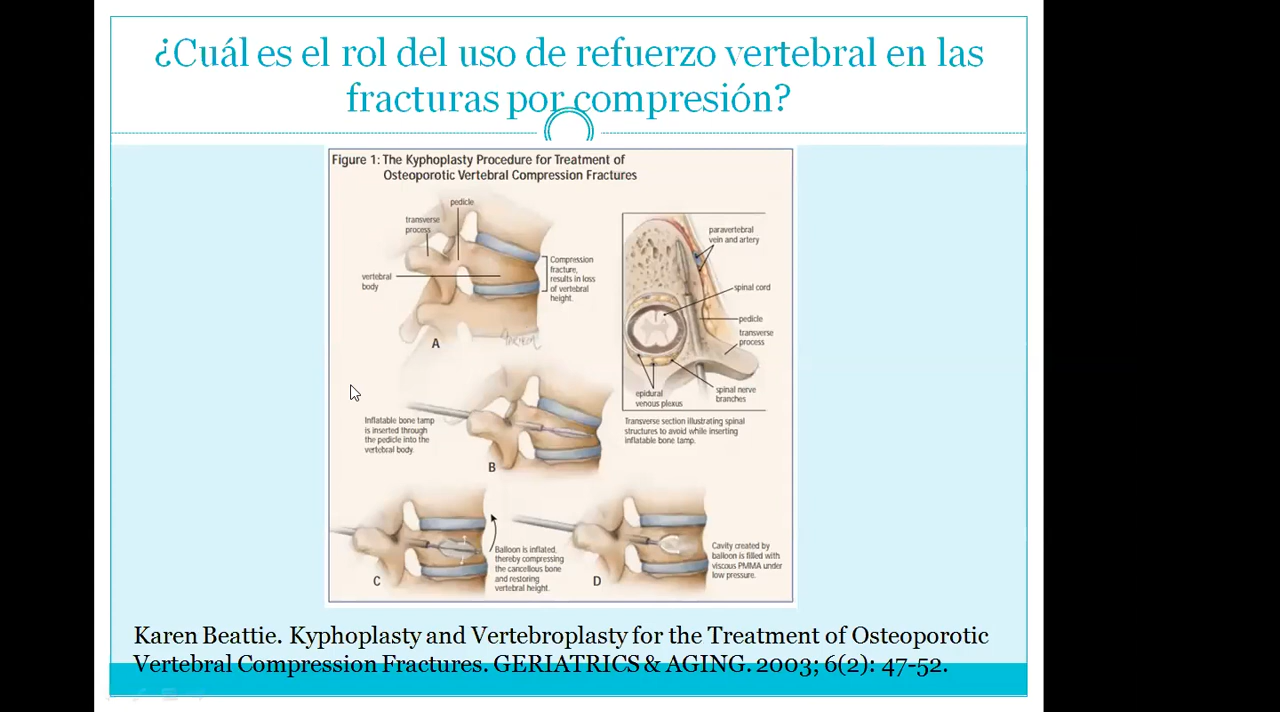 ¿Cuál es el rol del uso de refuerzo vertebral en las
fracturas por compresión?
Figure 1: The Kyphoplasty Procedure for Treatment of
Osteoporotic Vertebral Compression Fractures
pedicle
transverse
process
vertebral
body
Compression
fracture,
results in loss
of vertebral
height.
A
paravertebral
vein and artery
spinal cord
pedicle
transverse
process
spinal nerve
branches
epidural
venous plexus
Transverse section illustrating spinal
structures to avoid while inserting
inflatable bone tamp.
Inflatable bone tamp
is inserted through
the pedicle into the
vertebral body.
B
C
Balloon is inflated,
thereby compressing
the cancellous bone
and restoring
vertebral height.
D
Cavity created by
balloon is filled with
viscous PMMA under
low pressure.
Karen Beattie. Kyphoplasty and Vertebroplasty for the Treatment of Osteoporotic
Vertebral Compression Fractures. GERIATRICS & AGING. 2003; 6(2): 47-52.